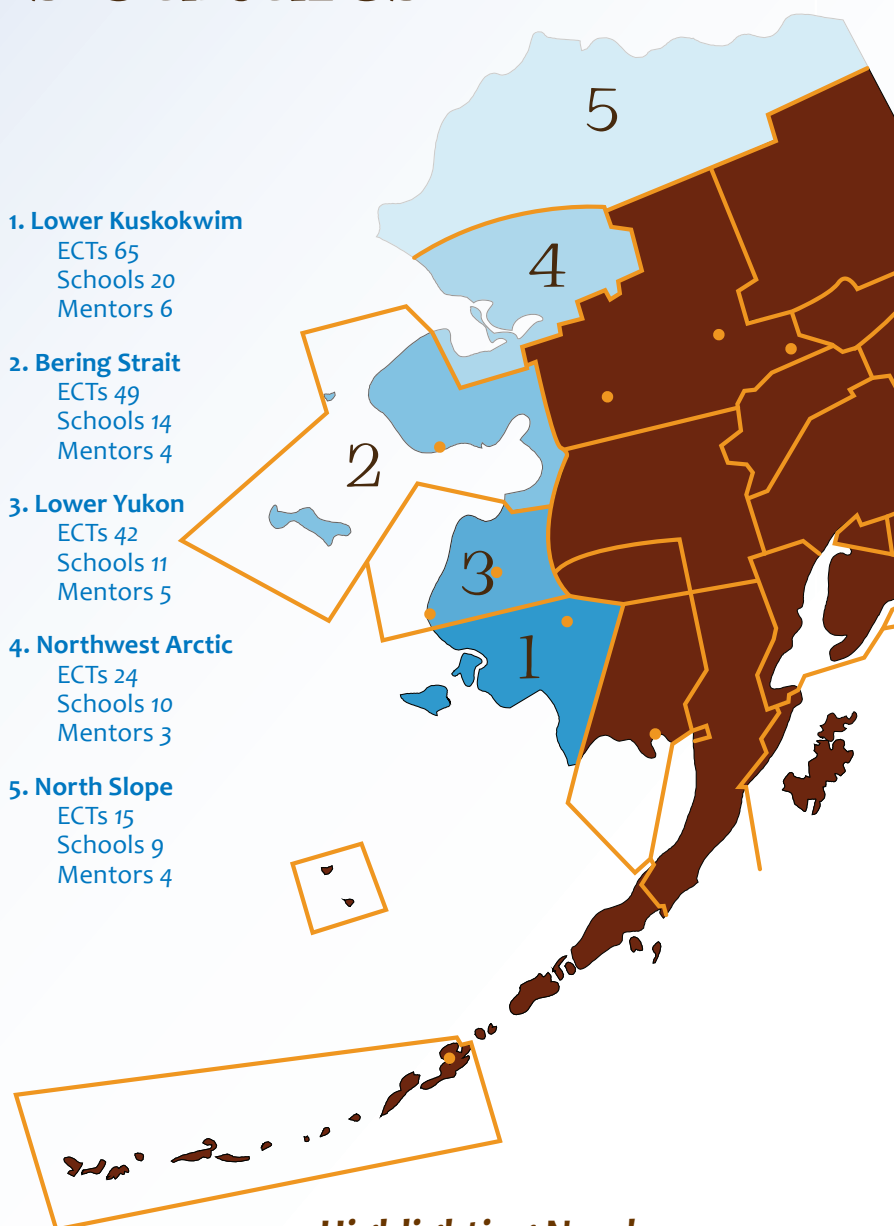 5
4
1. Lower Kuskokwim
ECTs 65
Schools 20
Mentors 6
2. Bering Strait
ECTs 49
Schools 14
Mentors 4
2
3. Lower Yukon
ECTs 42
Schools 11
Mentors 5
3
4. Northwest Arctic
ECTs 24
Schools 10
Mentors 3
1
5. North Slope
ECTs 15
Schools 9
Mentors 4